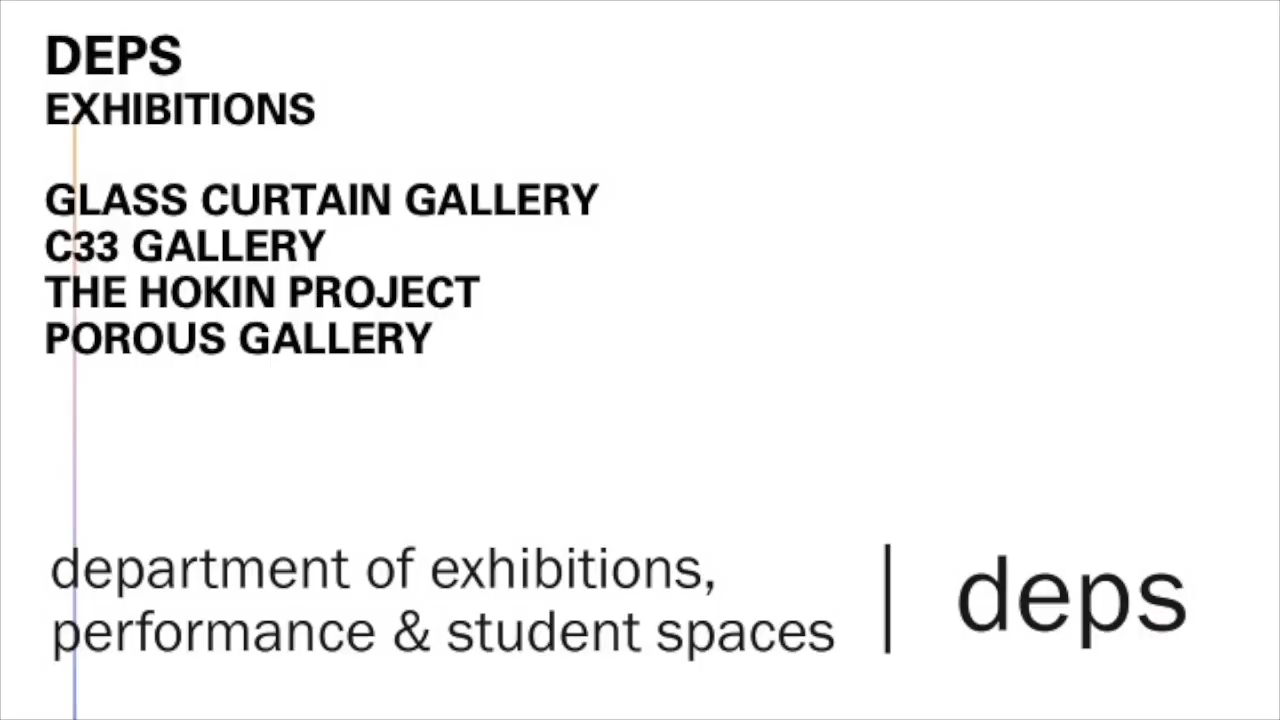 DEPS
EXHIBITIONS
GLASS CURTAIN GALLERY
C33 GALLERY
THE HOKIN PROJECT
POROUS GALLERY
department of exhibitions,
performance & student spaces
deps